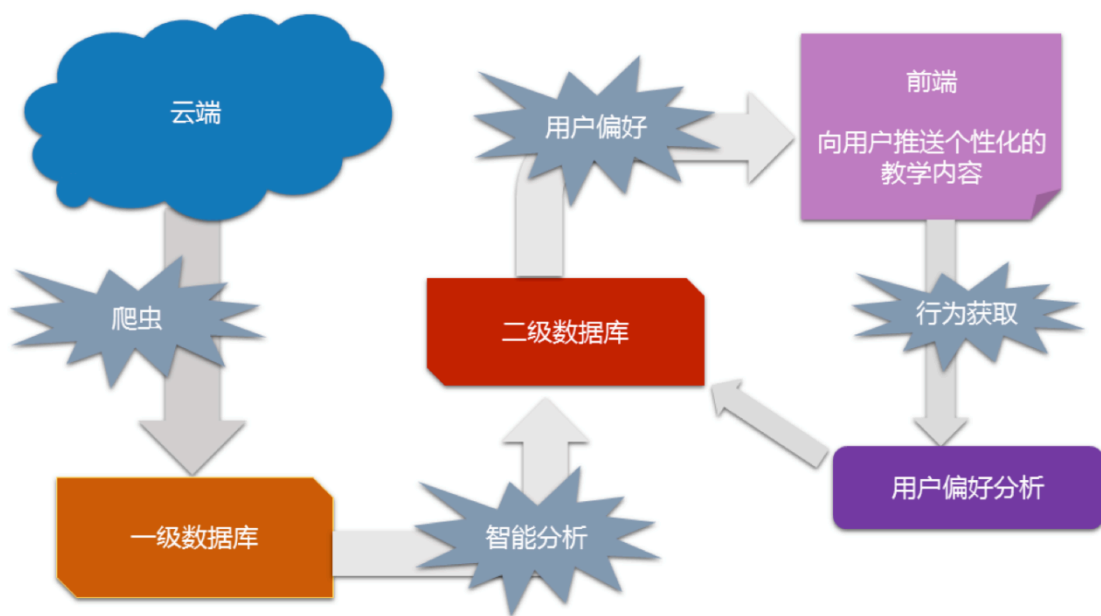 云端
爬虫
一级数据库
智能分析
二级数据库
用户偏好
前端
向用户推送个性化的
教学内容
行为获取
用户偏好分析